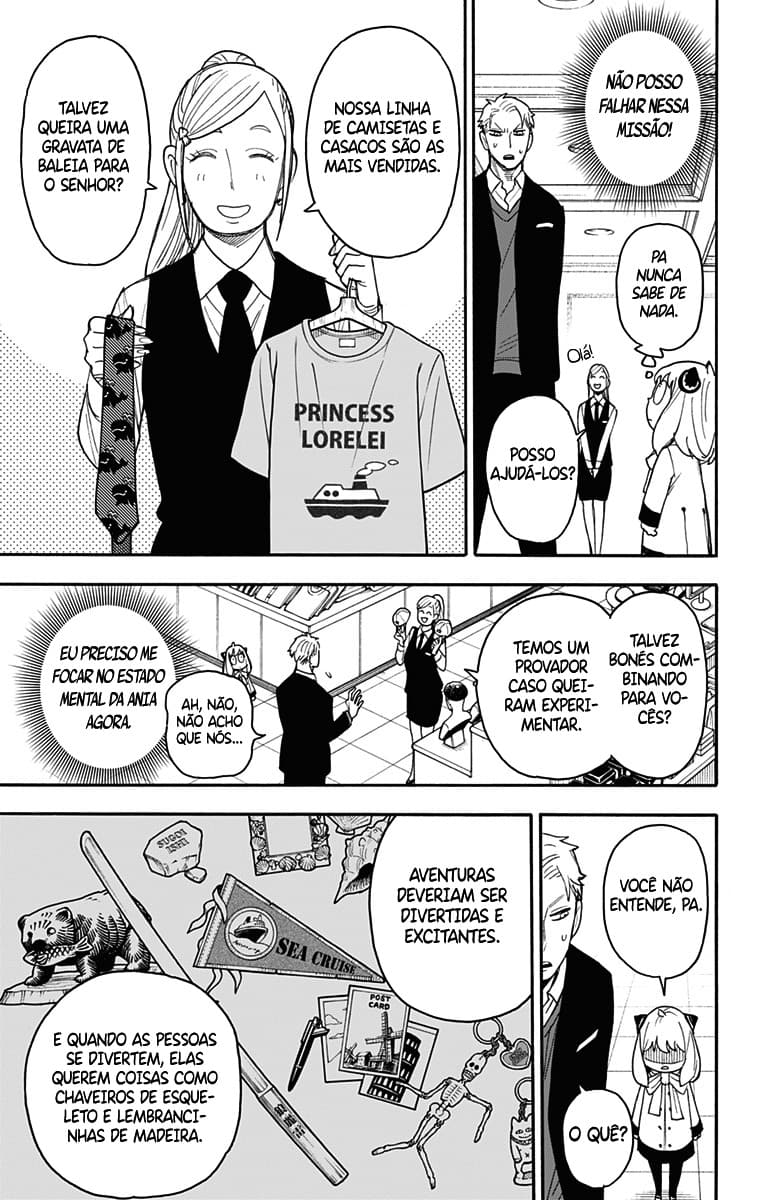 NÃO POSSO
FALHAR NESSA
MISSÃO!
PA
NUNCA
SABE DE
NADA.
Olá!
POSSO
AJUDÁ-LOS?
NOSSA LINHA
DE CAMISETAS E
CASACOS SÃO AS
MAIS VENDIDAS.
TALVEZ
QUEIRA UMA
GRAVATA DE
BALEIA PARA
O SENHOR?
PRINCESS
LORELEI
TALVEZ
BONÉS COM-
BINANDO
PARA VO-
CÊS?
TEMOS UM
PROVADOR
CASO QUEI-
RAM EXPERI-
MENTAR.
AH, NÃO,
NÃO ACHO
QUE NÓS...
EU PRECISO ME
FOCAR NO ESTADO
MENTAL DA ANIA
AGORA.
VOCÊ NÃO
ENTENDE, PA.
O QUÊ?
AVENTURAS
DEVERIAM SER
DIVERTIDAS E
EXCITANTES.
SUGOI
ISHI
SEA CRUISE
POST
CARD
E QUANDO AS PESSOAS
SE DIVERTEM, ELAS
QUEREM COISAS COMO
CHAVEIROS DE ESQUE-
LETO E LEMBRANCI-
NHAS DE MADEIRA.